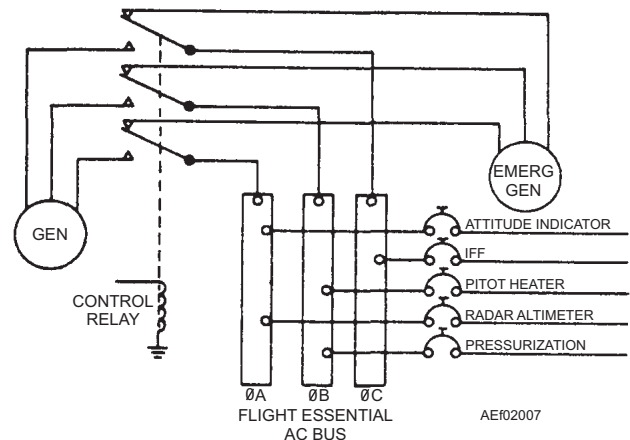 EMERG
GEN
GEN
ATTITUDE INDICATOR
IFF
PITOT HEATER
RADAR ALTIMETER
PRESSURIZATION
CONTROL
RELAY
ØA ØB ØC
FLIGHT ESSENTIAL
AC BUS
AEf02007